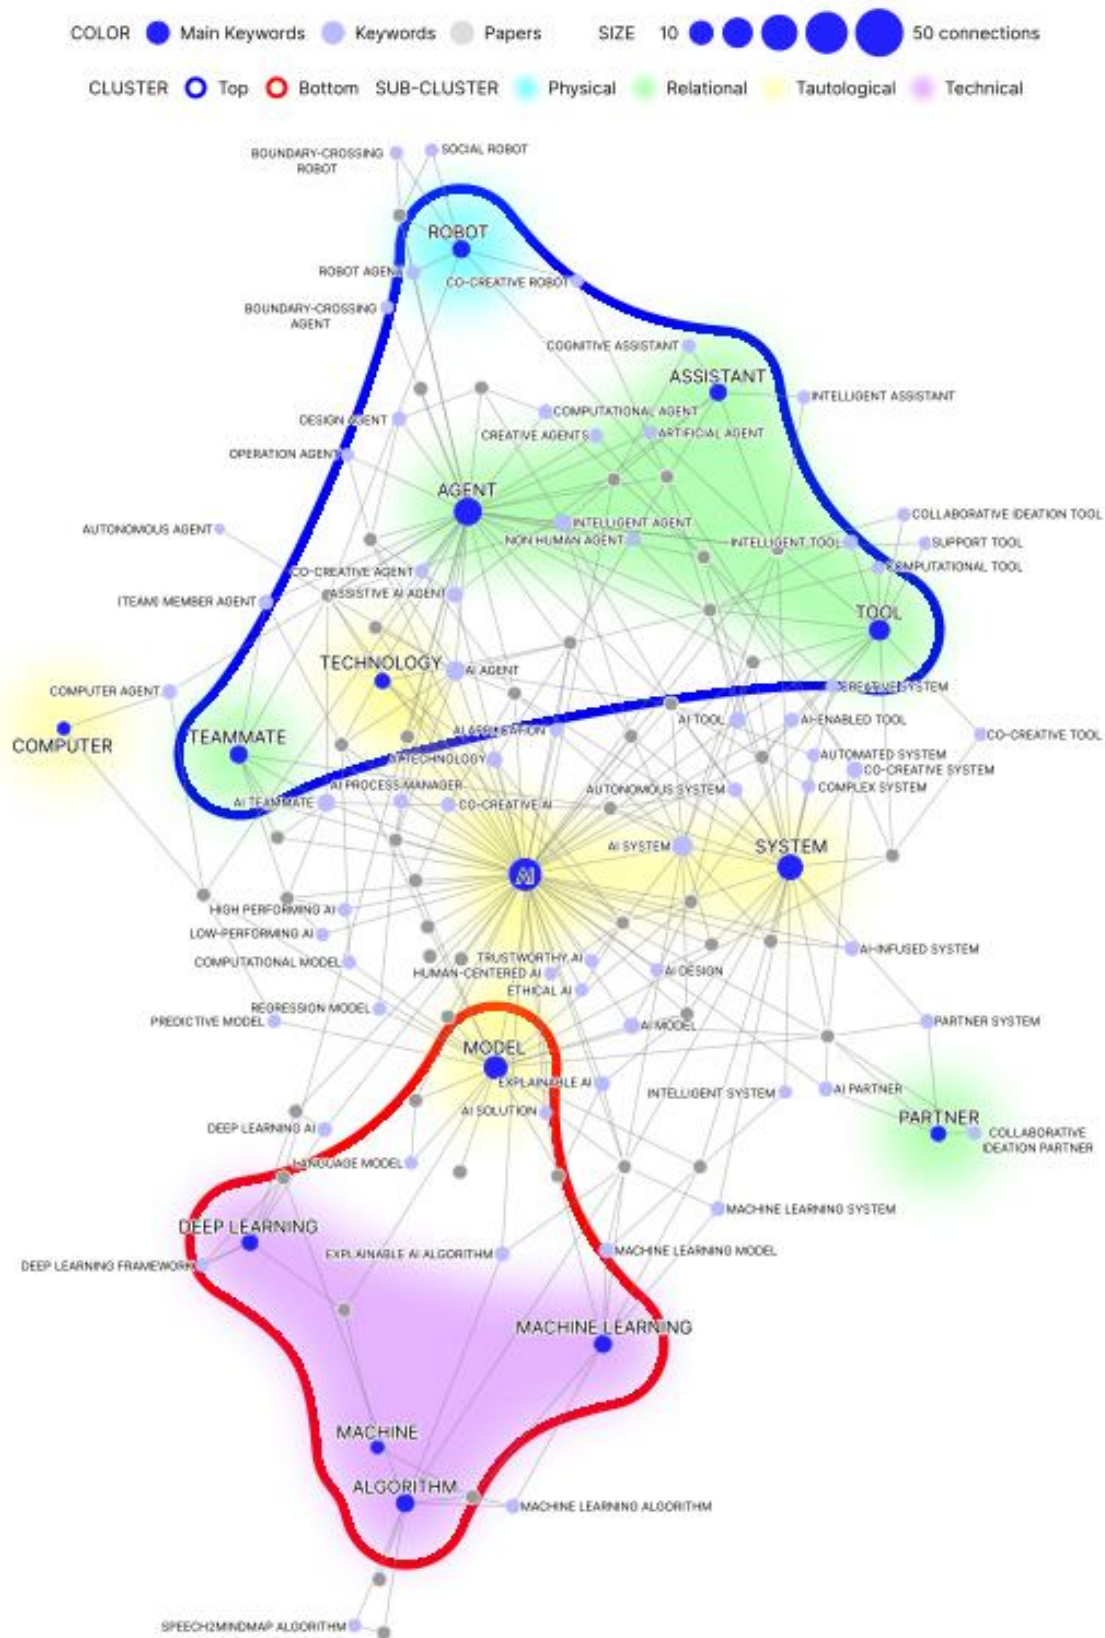 COLOR Main Keywords Keywords Papers SIZE 10 50 connections
CLUSTER Top Bottom SUB-CLUSTER Physical Relational Tautological Technical
BOUNDARY-CROSSING
ROBOT
SOCIAL ROBOT
ROBOT
ROBOT AGENT
CO-CREATIVE ROBOT
BOUNDARY-CROSSING
AGENT
COGNITIVE ASSISTANT
ASSISTANT
INTELLIGENT ASSISTANT
DESIGN AGENT
COMPUTATIONAL AGENT
CREATIVE AGENTS
ARTIFICIAL AGENT
OPERATION AGENT
AGENT
AUTONOMOUS AGENT
INTELLIGENT AGENT
NON HUMAN AGENT
INTELLIGENT TOOL
COLLABORATIVE IDEATION TOOL
SUPPORT TOOL
COMPUTATIONAL TOOL
CO-CREATIVE AGENT
ASSISTIVE AI AGENT
(TEAM) MEMBER AGENT
TOOL
TECHNOLOGY
AI AGENT
COMPUTER AGENT
CREATIVE SYSTEM
COMPUTER
TEAMMATE
AI APPLICATION
AI TOOL
AI-ENABLED TOOL
CO-CREATIVE TOOL
AI TECHNOLOGY
AUTOMATED SYSTEM
CO-CREATIVE SYSTEM
COMPLEX SYSTEM
AI PROCESS MANAGER
AUTONOMOUS SYSTEM
AI TEAMMATE
CO-CREATIVE AI
AI SYSTEM
SYSTEM
AI
HIGH PERFORMING AI
LOW-PERFORMING AI
COMPUTATIONAL MODEL
TRUSTWORTHY AI
HUMAN-CENTERED AI
ETHICAL AI
AI DESIGN
AI-INFUSED SYSTEM
REGRESSION MODEL
PREDICTIVE MODEL
AI MODEL
PARTNER SYSTEM
MODEL
EXPLAINABLE AI
INTELLIGENT SYSTEM
AI PARTNER
AI SOLUTION
PARTNER
COLLABORATIVE
IDEATION PARTNER
DEEP LEARNING AI
LANGUAGE MODEL
MACHINE LEARNING SYSTEM
DEEP LEARNING
EXPLAINABLE AI ALGORITHM
MACHINE LEARNING MODEL
DEEP LEARNING FRAMEWORK
MACHINE LEARNING
MACHINE
ALGORITHM
MACHINE LEARNING ALGORITHM
SPEECH2MINDMAP ALGORITHM